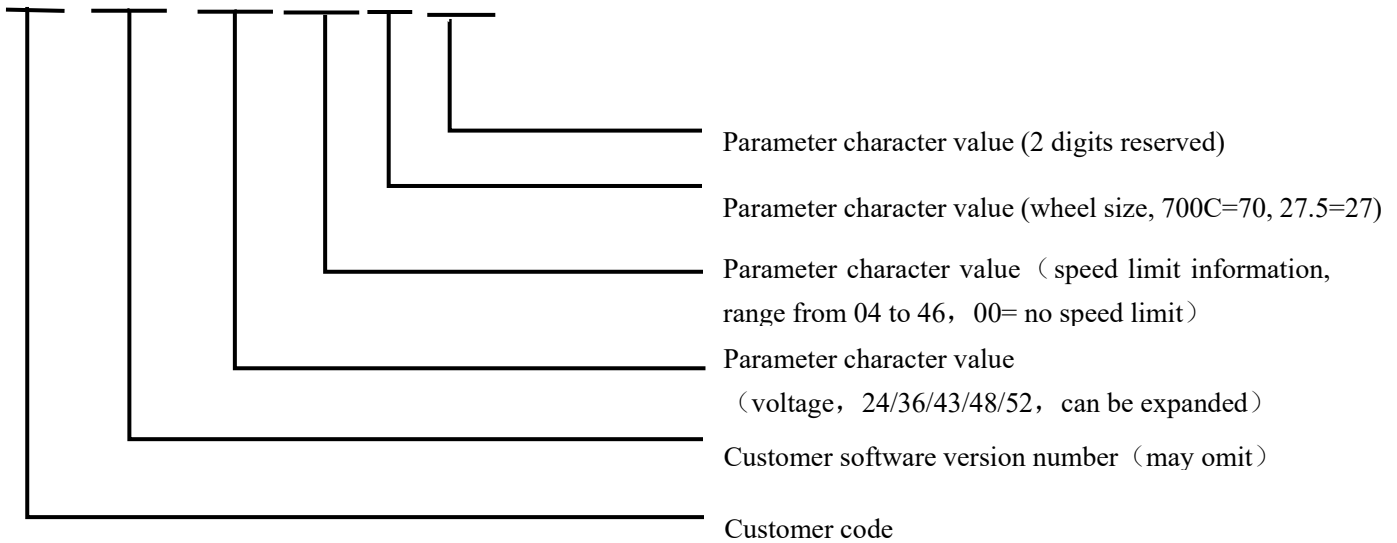 Parameter character value (2 digits reserved)
Parameter character value (wheel size, 700C=70, 27.5=27)
Parameter character value（speed limit information,
range from 04 to 46，00= no speed limit）
Parameter character value
（voltage，24/36/43/48/52，can be expanded）
Customer software version number（may omit）
Customer code